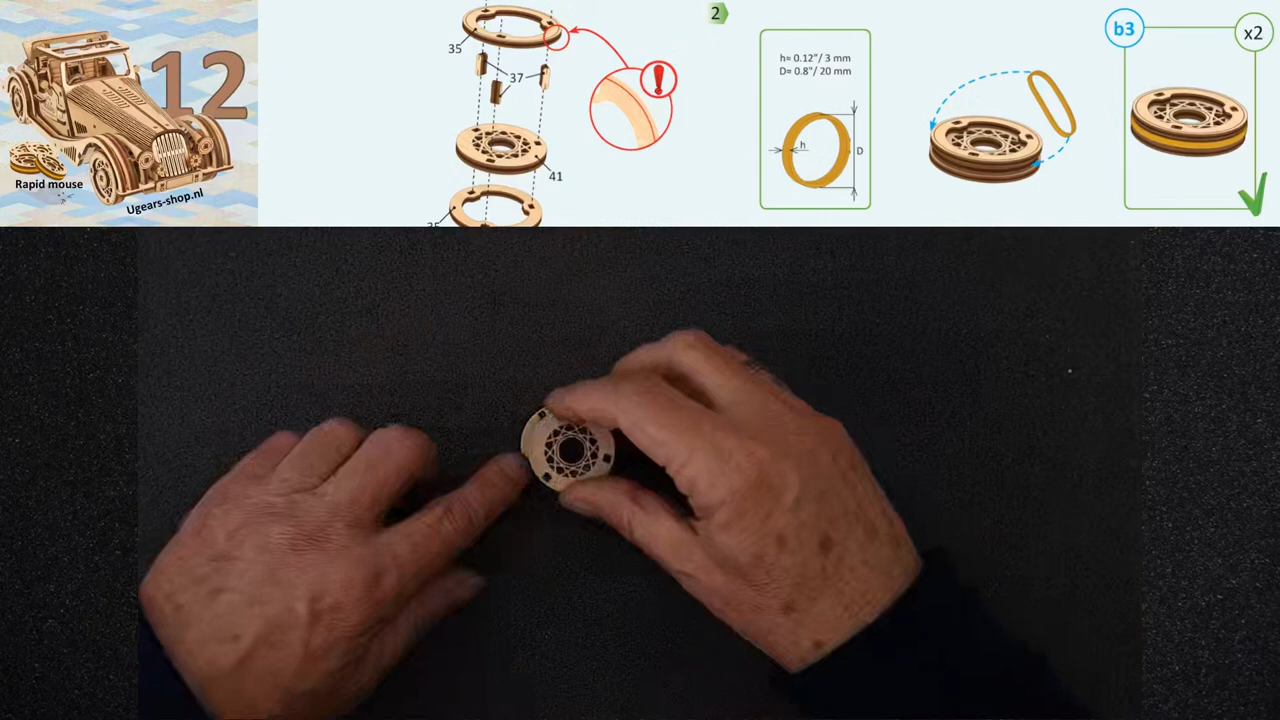 12
Rapid mouse
Ugears-shop.nl
35
37
41
35
!
2
h= 0.12"/ 3 mm
D= 0.8"/ 20 mm
h
D
b3
x2